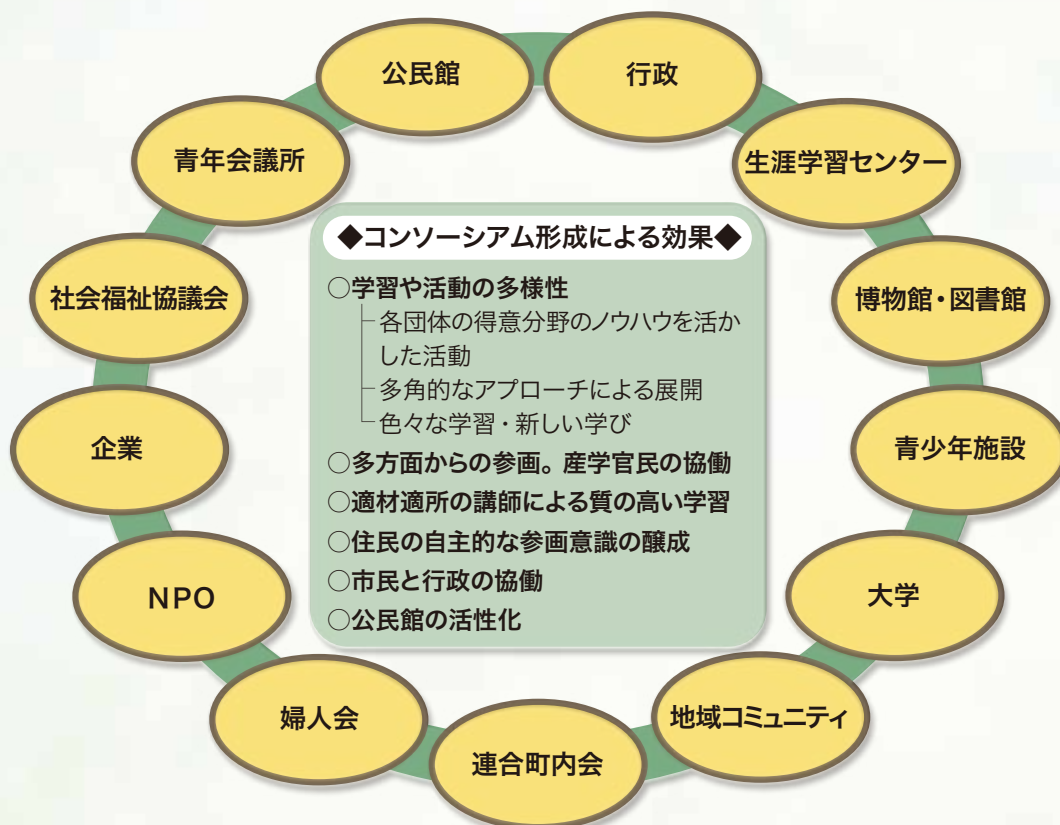 公民館
行政
青年会議所
生涯学習センター
社会福祉協議会
博物館・図書館
企業
青少年施設
NPO
大学
婦人会
地域コミュニティ
連合町内会
◆コンソーシアム形成による効果◆
○学習や活動の多様性
各団体の得意分野のノウハウを活か
した活動
多角的なアプローチによる展開
色々な学習・新しい学び
○多方面からの参画。産学官民の協働
○適材適所の講師による質の高い学習
○住民の自主的な参画意識の醸成
○市民と行政の協働
○公民館の活性化